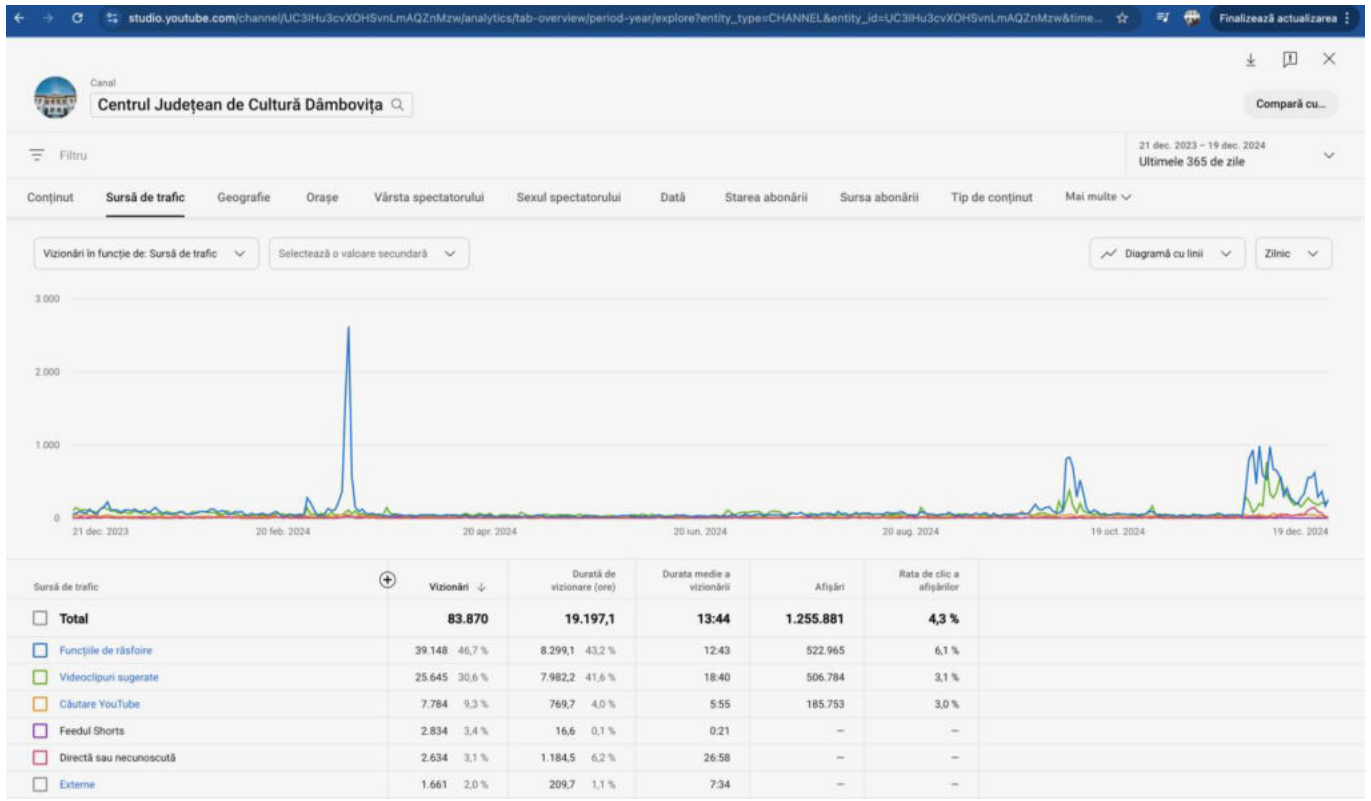 studio.youtube.com/channel/UC3IHu3cvXOHSvnLmAQZnMzw/analytics/tab-overview/period-year/explore?entity_type=CHANNEL&entity_id=UC3IHu3cvXOHSvnLmAQZnMzw&time...
Finalizează actualizarea
Canal
Centrul Județean de Cultură Dâmbovița
Compară cu...
Filtru
21 dec. 2023 – 19 dec. 2024
Ultimele 365 de zile
Conținut Sursă de trafic Geografie Orașe Vârsta spectatorului Sexul spectatorului Dată Starea abonării Sursa abonării Tip de conținut Mai multe
Vizionări în funcție de: Sursă de trafic Selectează o valoare secundară Diagramă cu linii Zilnic
3.000
2.000
1.000
0
21 dec. 2023 20 feb. 2024 20 apr. 2024 20 iun. 2024 20 aug. 2024 19 oct. 2024 19 dec. 2024
Sursă de trafic Vizionări Durată de vizionare (ore) Durata medie a vizionării Afișări Rata de clic a afișărilor
Total 83.870 19.197,1 13:44 1.255.881 4,3 %
Funcțiile de răsfoire 39.148 46,7 % 8.299,1 43,2 % 12:43 522.965 6,1 %
Videoclipuri sugerate 25.645 30,6 % 7.982,2 41,6 % 18:40 506.784 3,1 %
Căutare YouTube 7.784 9,3 % 769,7 4,0 % 5:55 185.753 3,0 %
Feedul Shorts 2.834 3,4 % 16,6 0,1 % 0:21 – –
Directă sau necunoscută 2.634 3,1 % 1.184,5 6,2 % 26:58 – –
Externe 1.661 2,0 % 209,7 1,1 % 7:34 – –